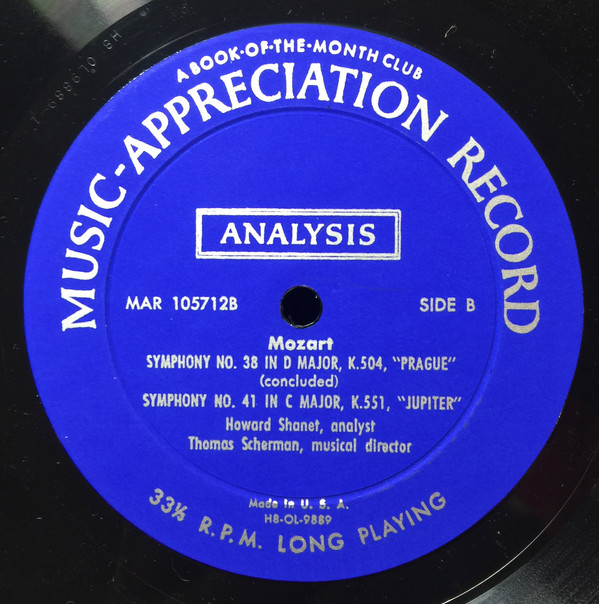 A BOOK-OF-THE-MONTH CLUB
MUSIC-APPRECIATION RECORD
ANALYSIS
MAR 105712B
SIDE B
Mozart
SYMPHONY NO. 38 IN D MAJOR, K.504, "PRAGUE"
(concluded)
SYMPHONY NO. 41 IN C MAJOR, K.551, "JUPITER"
Howard Shanet, analyst
Thomas Scherman, musical director
Made in U. S. A.
H8-OL-9889
33⅓ R.P.M. LONG PLAYING